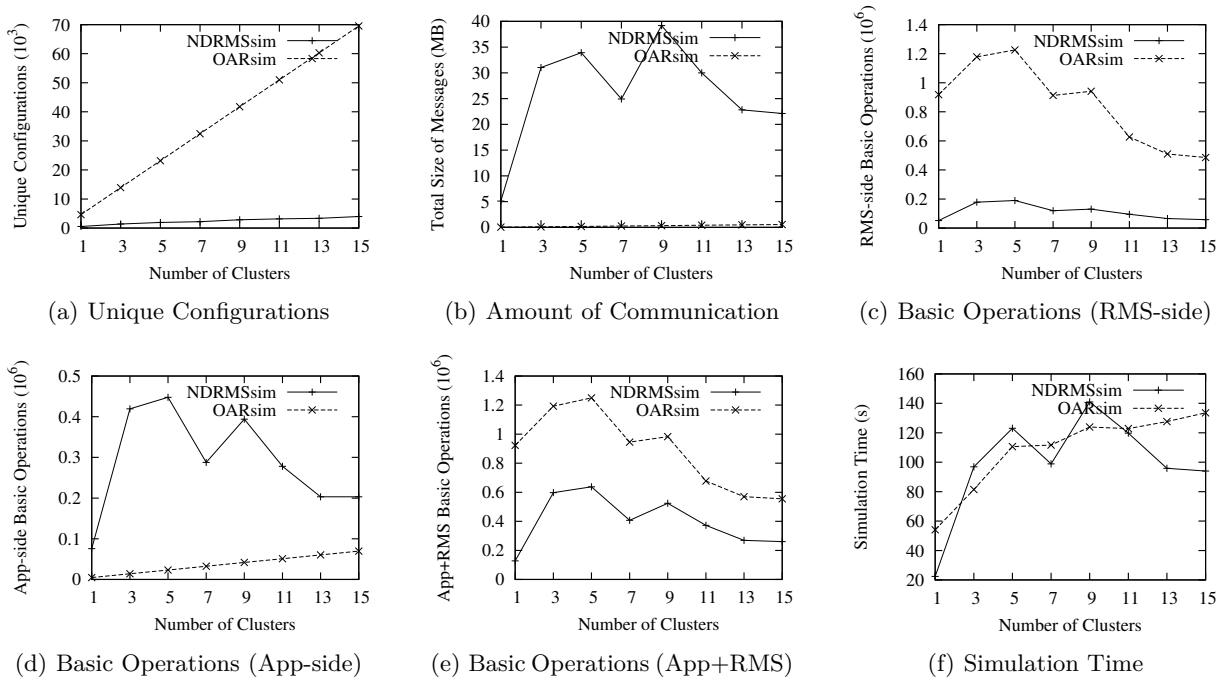 Unique Configurations (10^3)
70
60
50
40
30
20
10
0
NDRMSsim
OARsim
1 3 5 7 9 11 13 15
Number of Clusters
(a) Unique Configurations
Total Size of Messages (MB)
40
35
30
25
20
15
10
5
0
NDRMSsim
OARsim
1 3 5 7 9 11 13 15
Number of Clusters
(b) Amount of Communication
RMS-side Basic Operations (10^6)
1.4
1.2
1
0.8
0.6
0.4
0.2
0
NDRMSsim
OARsim
1 3 5 7 9 11 13 15
Number of Clusters
(c) Basic Operations (RMS-side)
App-side Basic Operations (10^6)
0.5
0.4
0.3
0.2
0.1
0
NDRMSsim
OARsim
1 3 5 7 9 11 13 15
Number of Clusters
(d) Basic Operations (App-side)
App+RMS Basic Operations (10^6)
1.4
1.2
1
0.8
0.6
0.4
0.2
0
NDRMSsim
OARsim
1 3 5 7 9 11 13 15
Number of Clusters
(e) Basic Operations (App+RMS)
Simulation Time (s)
160
140
120
100
80
60
40
20
NDRMSsim
OARsim
1 3 5 7 9 11 13 15
Number of Clusters
(f) Simulation Time